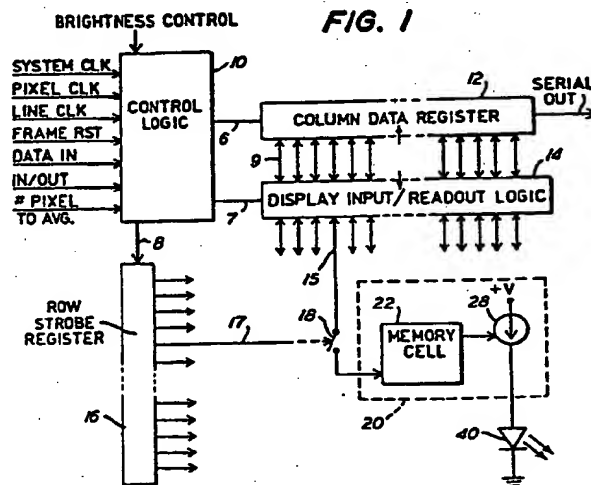 FIG. 1
BRIGHTNESS CONTROL
10
SYSTEM CLK
PIXEL CLK
LINE CLK
FRAME RST
DATA IN
IN/OUT
# PIXEL
TO AVG.
CONTROL
LOGIC
6
7
8
12
SERIAL
OUT
COLUMN DATA REGISTER
9
14
DISPLAY INPUT/READOUT LOGIC
15
ROW
STROBE
REGISTER
16
17
18
22
MEMORY
CELL
+V
28
20
40